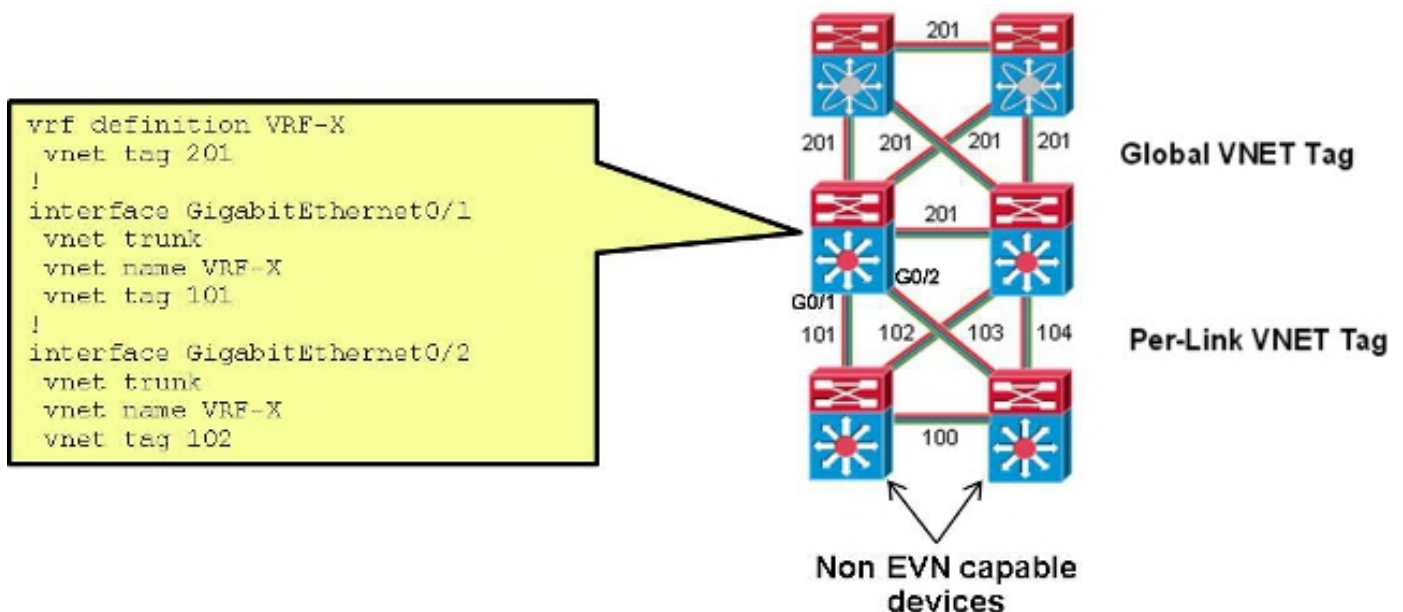 vrf definition VRF-X
vnet tag 201
!
interface GigabitEthernet0/1
vnet trunk
vnet name VRF-X
vnet tag 101
!
interface GigabitEthernet0/2
vnet trunk
vnet name VRF-X
vnet tag 102
201
201 201 201 201
Global VNET Tag
201
G0/2
G0/1
101 102 103 104
Per-Link VNET Tag
100
Non EVN capable
devices